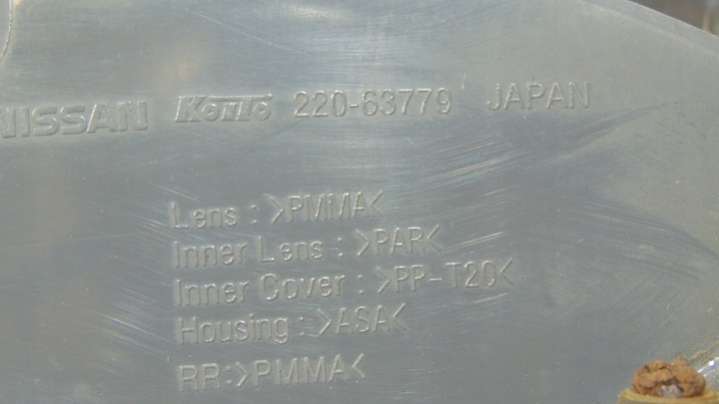 NISSAN KOITO 220-63779 JAPAN
Lens : >PMMA<
Inner Lens : >PAR<
Inner Cover : >PP-T20<
Housing : >ASA<
RR:>PMMA<